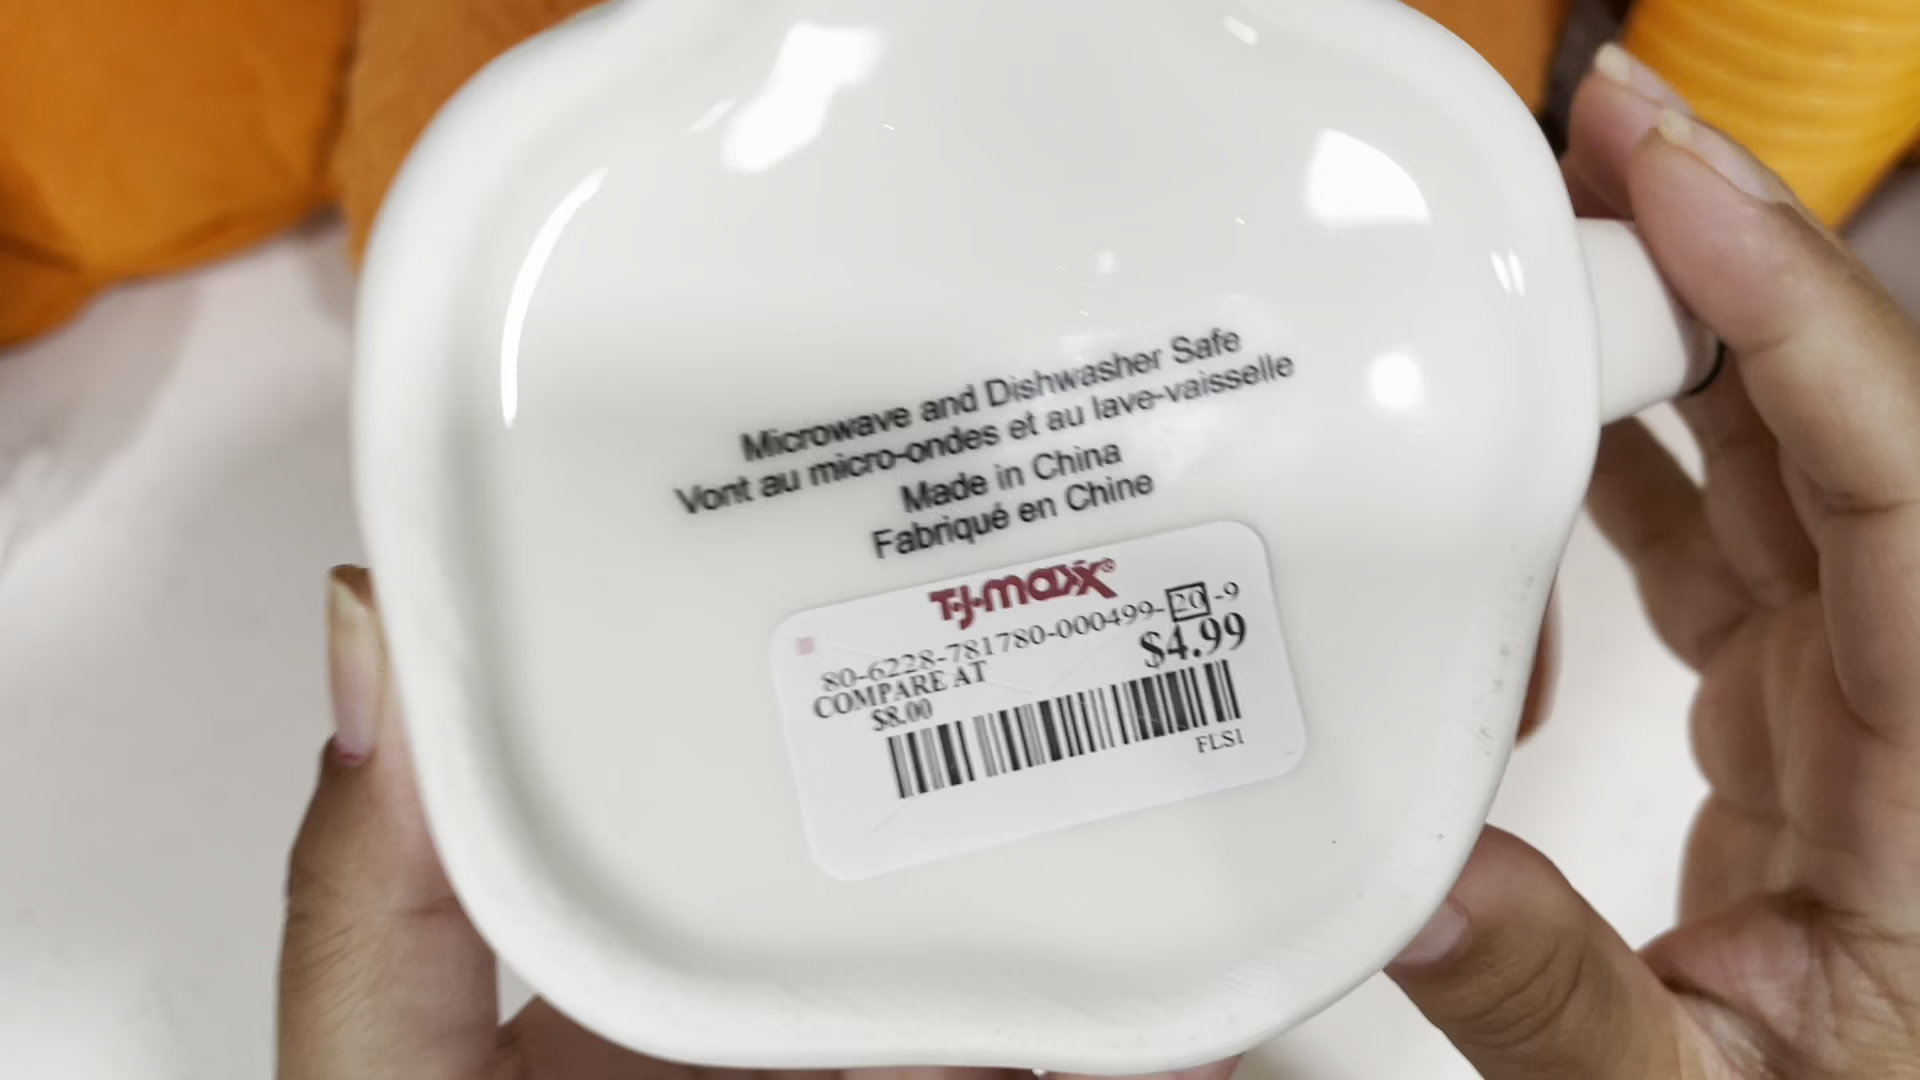 Microwave and Dishwasher Safe
Vont au micro-ondes et au lave-vaisselle
Made in China
Fabriqué en Chine
T·J·maxx®
80-6228-781780-000499-20-9
$4.99
COMPARE AT
$8.00
FLS1